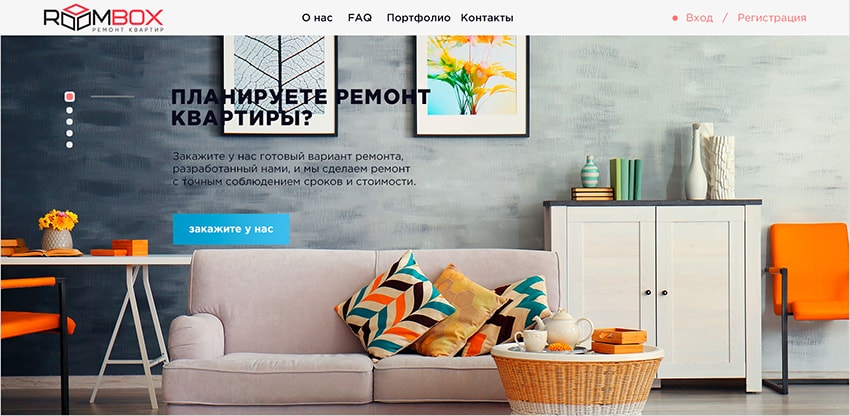 ROOMBOX
РЕМОНТ КВАРТИР
О нас FAQ Портфолио Контакты
Вход / Регистрация
ПЛАНИРУЕТЕ РЕМОНТ
КВАРТИРЫ?
Закажите у нас готовый вариант ремонта,
разработанный нами, и мы сделаем ремонт
с точным соблюдением сроков и стоимости.
закажите у нас